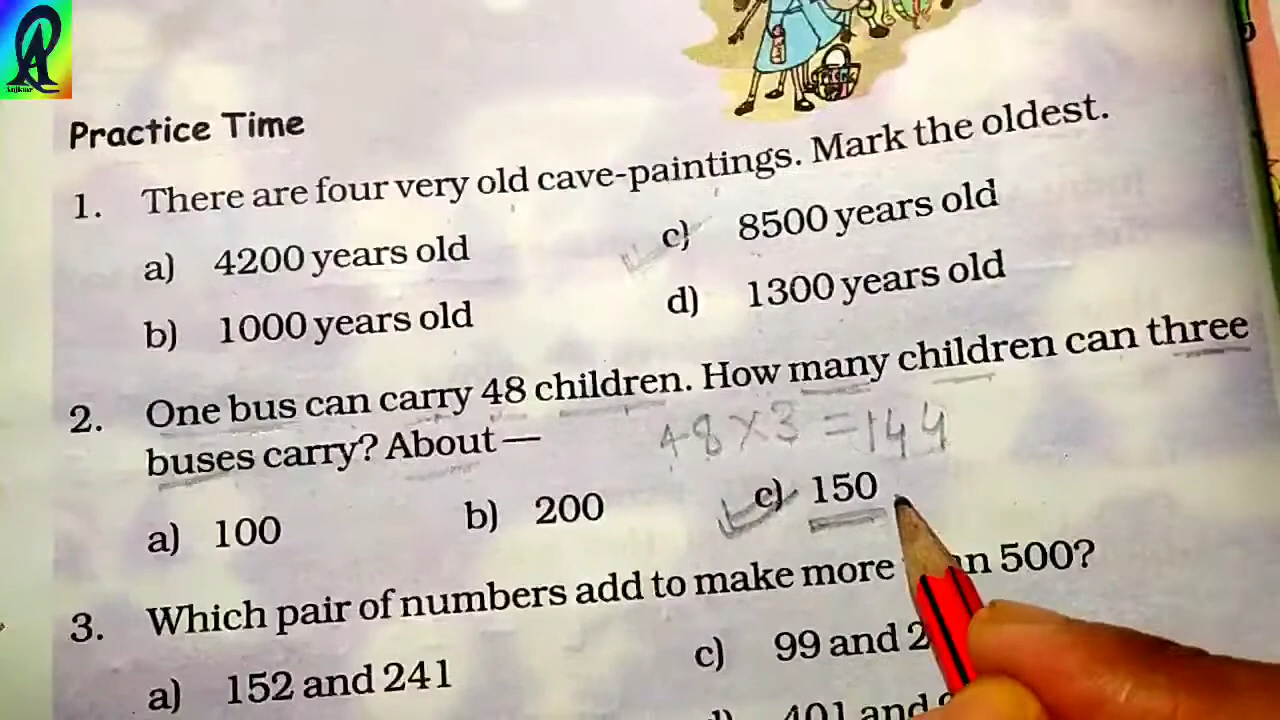 Practice Time
1. There are four very old cave-paintings. Mark the oldest.
a) 4200 years old
c) 8500 years old
b) 1000 years old
d) 1300 years old
2. One bus can carry 48 children. How many children can three
buses carry? About —
48 × 3 = 144
a) 100
b) 200
c) 150
3. Which pair of numbers add to make more 500?
a) 152 and 241
c) 99 and
401 and